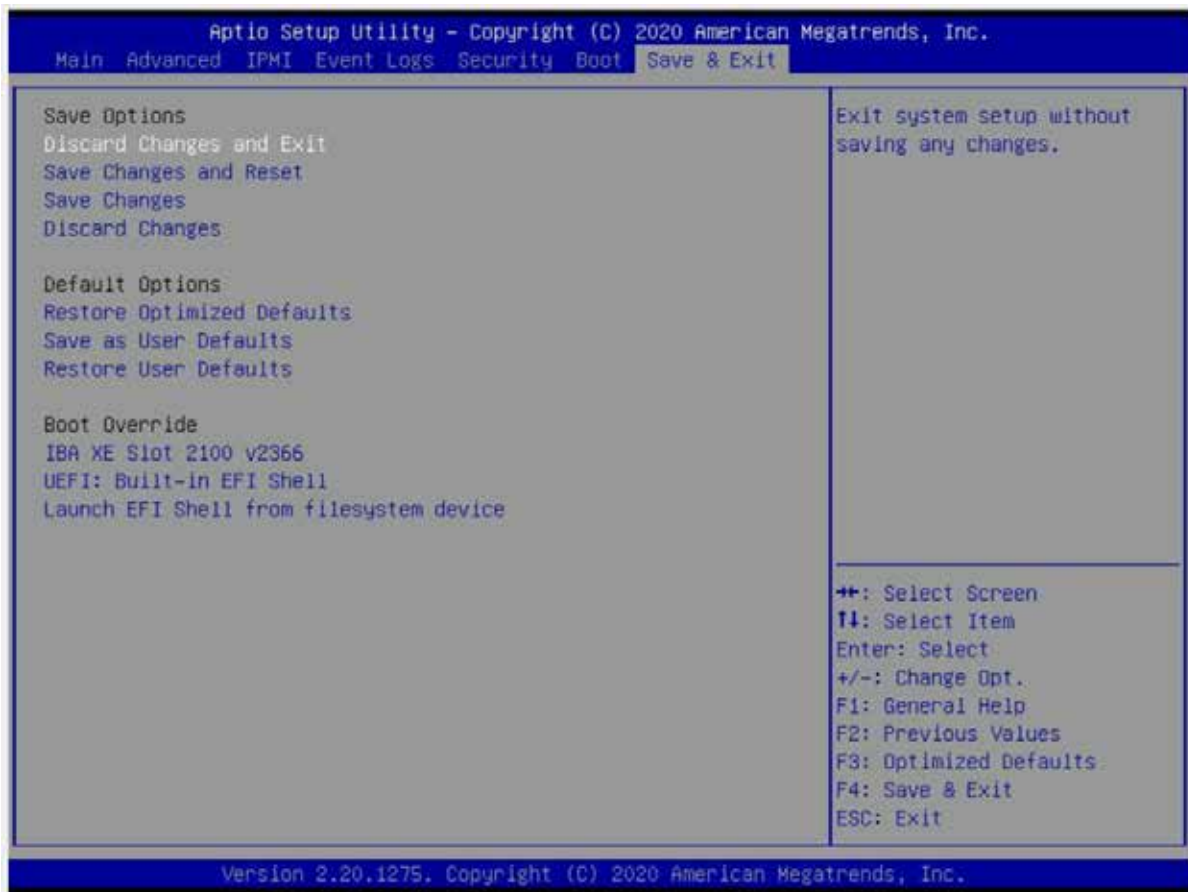 Aptio Setup Utility - Copyright (C) 2020 American Megatrends, Inc.
Main Advanced IPMI Event Logs Security Boot Save & Exit
Save Options
Discard Changes and Exit
Save Changes and Reset
Save Changes
Discard Changes
Default Options
Restore Optimized Defaults
Save as User Defaults
Restore User Defaults
Boot Override
IBA XE Slot 2100 v2366
UEFI: Built-in EFI Shell
Launch EFI Shell from filesystem device
Exit system setup without
saving any changes.
→←: Select Screen
↑↓: Select Item
Enter: Select
+/-: Change Opt.
F1: General Help
F2: Previous Values
F3: Optimized Defaults
F4: Save & Exit
ESC: Exit
Version 2.20.1275. Copyright (C) 2020 American Megatrends, Inc.